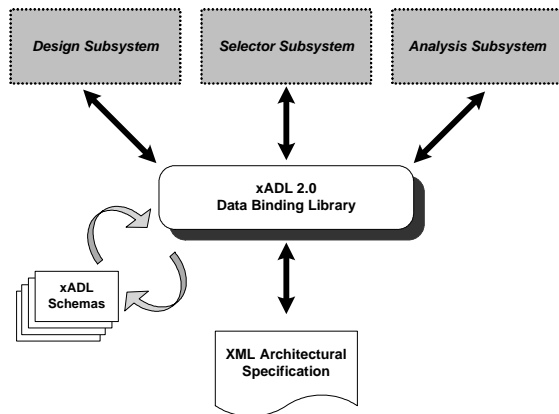 Design Subsystem
Selector Subsystem
Analysis Subsystem
xADL 2.0
Data Binding Library
xADL
Schemas
XML Architectural
Specification